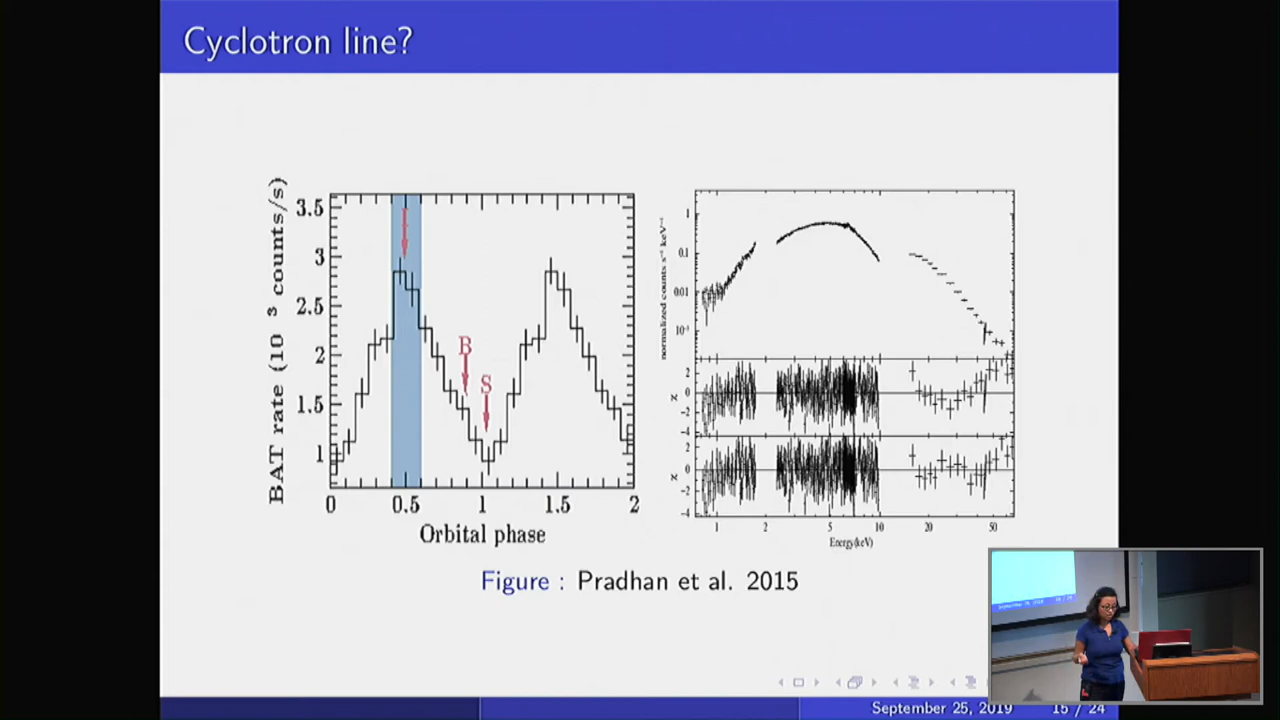 Cyclotron line?
BAT rate (10 3 counts/s)
3.5
3
2.5
2
1.5
1
B
S
0 0.5 1 1.5 2
Orbital phase
normalized counts s⁻¹ keV⁻¹
1
0.1
0.01
10⁻³
χ
2
0
−2
−4
χ
2
0
−2
−4
1 2 5 10 20 50
Energy(keV)
Figure : Pradhan et al. 2015
September 25, 2019 15 / 24